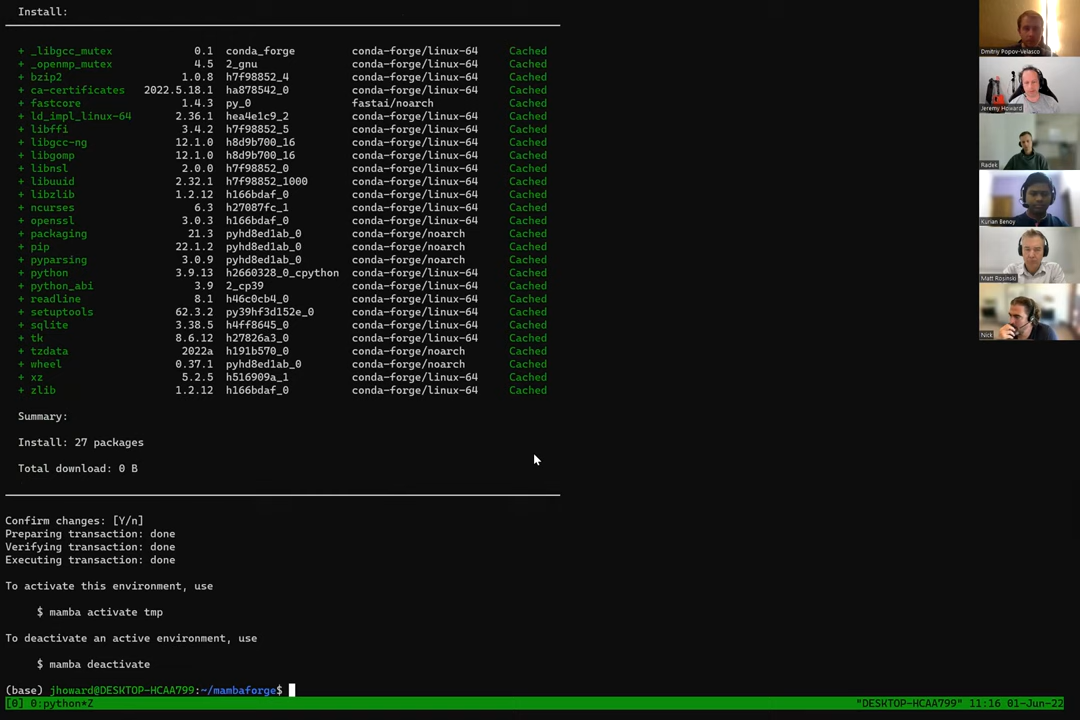 Install:
+ _libgcc_mutex 0.1 conda_forge conda-forge/linux-64 Cached
+ _openmp_mutex 4.5 2_gnu conda-forge/linux-64 Cached
+ bzip2 1.0.8 h7f98852_4 conda-forge/linux-64 Cached
+ ca-certificates 2022.5.18.1 ha878542_0 conda-forge/linux-64 Cached
+ fastcore 1.4.3 py_0 fastai/noarch Cached
+ ld_impl_linux-64 2.36.1 hea4e1c9_2 conda-forge/linux-64 Cached
+ libffi 3.4.2 h7f98852_5 conda-forge/linux-64 Cached
+ libgcc-ng 12.1.0 h8d9b700_16 conda-forge/linux-64 Cached
+ libgomp 12.1.0 h8d9b700_16 conda-forge/linux-64 Cached
+ libnsl 2.0.0 h7f98852_0 conda-forge/linux-64 Cached
+ libuuid 2.32.1 h7f98852_1000 conda-forge/linux-64 Cached
+ libzlib 1.2.12 h166bdaf_0 conda-forge/linux-64 Cached
+ ncurses 6.3 h27087fc_1 conda-forge/linux-64 Cached
+ openssl 3.0.3 h166bdaf_0 conda-forge/linux-64 Cached
+ packaging 21.3 pyhd8ed1ab_0 conda-forge/noarch Cached
+ pip 22.1.2 pyhd8ed1ab_0 conda-forge/noarch Cached
+ pyparsing 3.0.9 pyhd8ed1ab_0 conda-forge/noarch Cached
+ python 3.9.13 h2660328_0_cpython conda-forge/linux-64 Cached
+ python_abi 3.9 2_cp39 conda-forge/linux-64 Cached
+ readline 8.1 h46c0cb4_0 conda-forge/linux-64 Cached
+ setuptools 62.3.2 py39hf3d152e_0 conda-forge/linux-64 Cached
+ sqlite 3.38.5 h4ff8645_0 conda-forge/linux-64 Cached
+ tk 8.6.12 h27826a3_0 conda-forge/linux-64 Cached
+ tzdata 2022a h191b570_0 conda-forge/noarch Cached
+ wheel 0.37.1 pyhd8ed1ab_0 conda-forge/noarch Cached
+ xz 5.2.5 h516909a_1 conda-forge/linux-64 Cached
+ zlib 1.2.12 h166bdaf_0 conda-forge/linux-64 Cached
Summary:
Install: 27 packages
Total download: 0 B
Confirm changes: [Y/n]
Preparing transaction: done
Verifying transaction: done
Executing transaction: done
To activate this environment, use
$ mamba activate tmp
To deactivate an active environment, use
$ mamba deactivate
(base) jhoward@DESKTOP-HCAA799:~/mambaforge$
[0] 0:python*Z "DESKTOP-HCAA799" 11:16 01-Jun-22
Dmitriy Popov-Velasco
Jeremy Howard
Radek
Kurian Benoy
Matt Rosinski
Nick